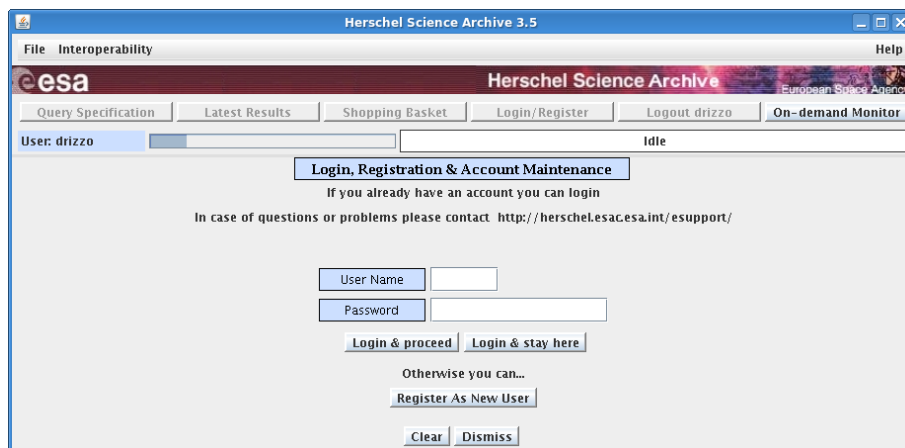 Herschel Science Archive 3.5
File Interoperability Help
esa Herschel Science Archive European Space Agency
Query Specification Latest Results Shopping Basket Login/Register Logout drizzo On-demand Monitor
User: drizzo Idle
Login, Registration & Account Maintenance
If you already have an account you can login
In case of questions or problems please contact http://herschel.esac.esa.int/esupport/
User Name
Password
Login & proceed Login & stay here
Otherwise you can...
Register As New User
Clear Dismiss